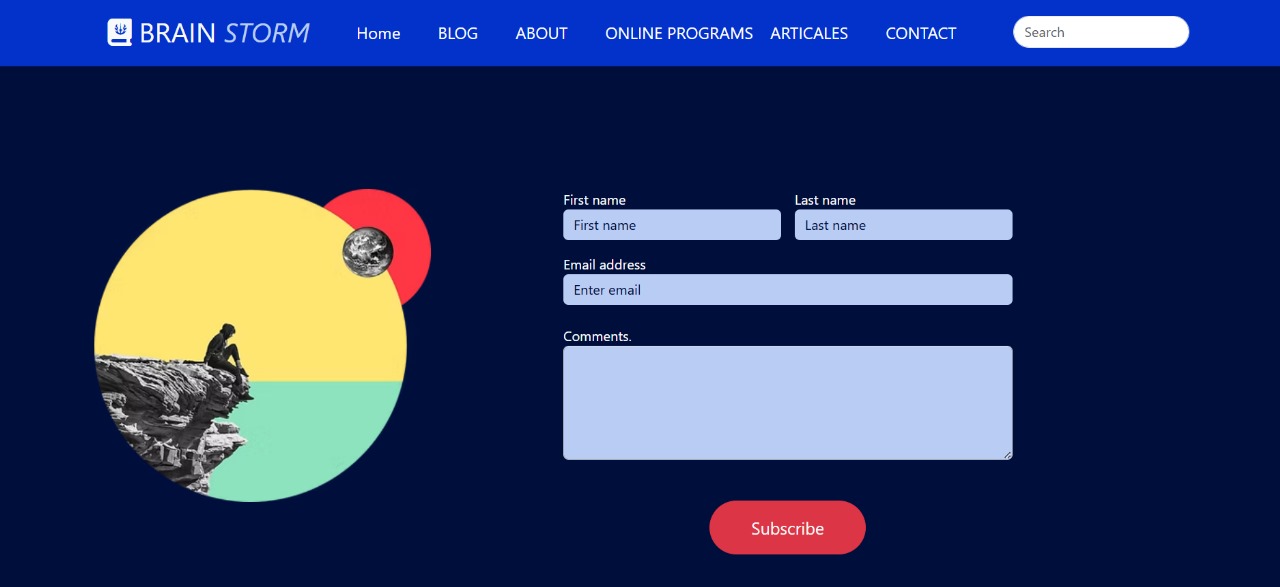 BRAIN STORM Home BLOG ABOUT ONLINE PROGRAMS ARTICALES CONTACT Search
First name Last name
First name Last name
Email address
Enter email
Comments.
Subscribe